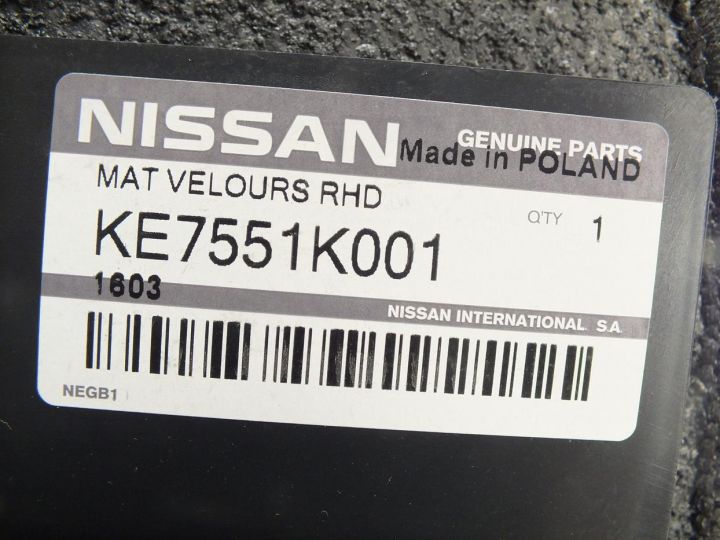 NISSAN GENUINE PARTS
Made in POLAND
MAT VELOURS RHD
Q'TY 1
KE7551K001
1603
NISSAN INTERNATIONAL S.A.
NEGB1